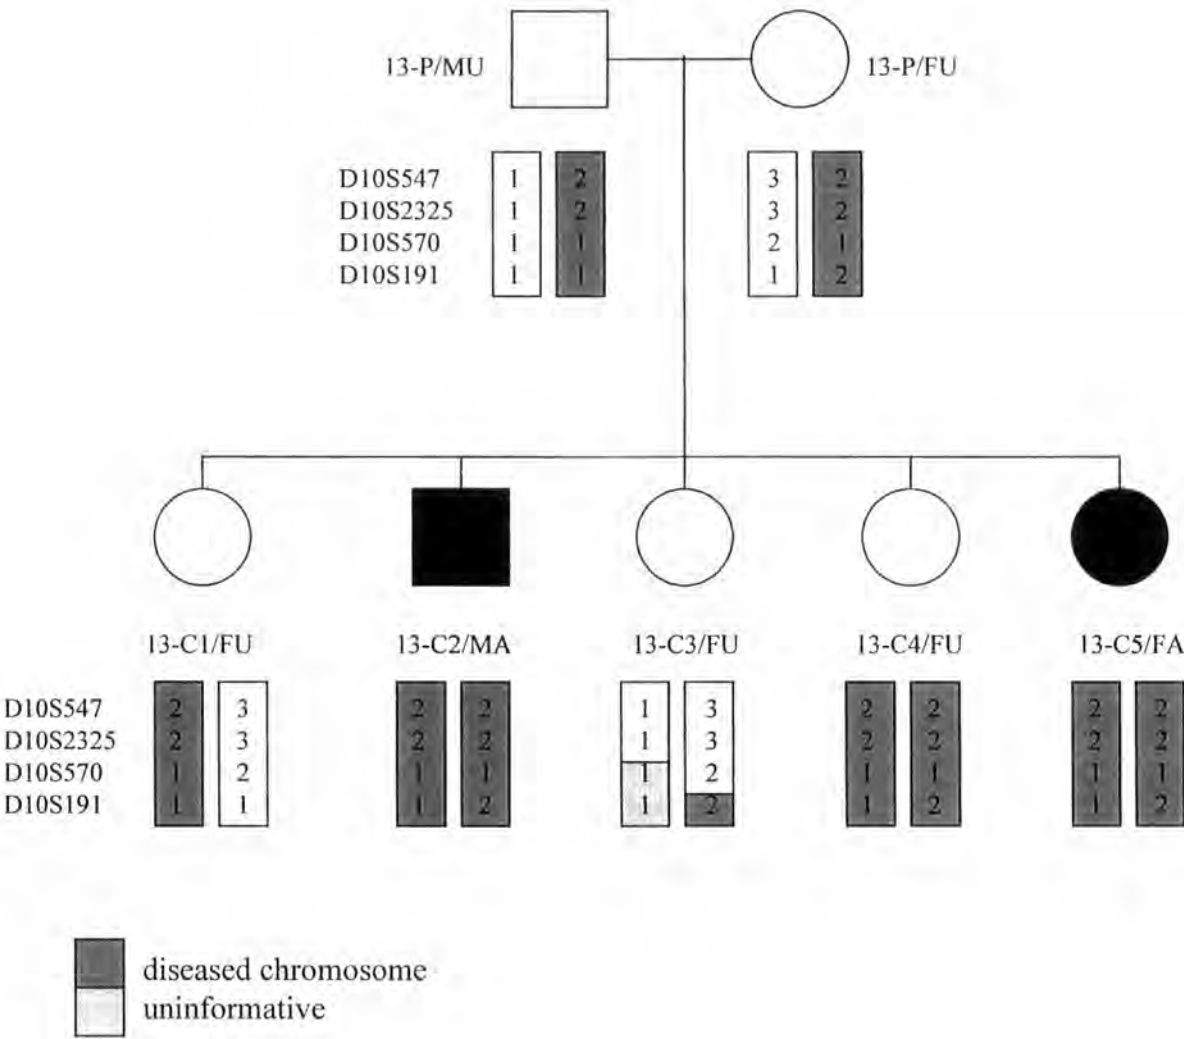 13-P/MU 13-P/FU
D10S547 1 2 3 2
D10S2325 1 2 3 2
D10S570 1 1 2 1
D10S191 1 1 1 2
13-C1/FU 13-C2/MA 13-C3/FU 13-C4/FU 13-C5/FA
D10S547 2 3 2 2 1 3 2 2 2 2
D10S2325 2 3 2 2 1 3 2 2 2 2
D10S570 1 2 1 1 1 2 1 1 1 1
D10S191 1 1 1 2 1 2 1 2 1 2
diseased chromosome
uninformative